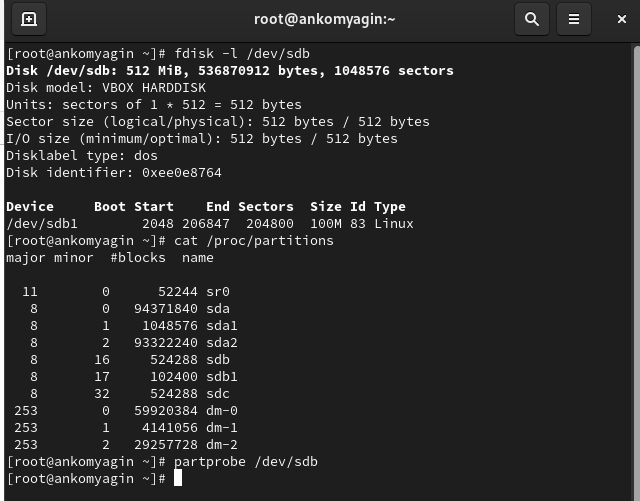 root@ankomyagin:~
[root@ankomyagin ~]# fdisk -l /dev/sdb
Disk /dev/sdb: 512 MiB, 536870912 bytes, 1048576 sectors
Disk model: VBOX HARDDISK
Units: sectors of 1 * 512 = 512 bytes
Sector size (logical/physical): 512 bytes / 512 bytes
I/O size (minimum/optimal): 512 bytes / 512 bytes
Disklabel type: dos
Disk identifier: 0xee0e8764
Device     Boot Start    End Sectors  Size Id Type
/dev/sdb1        2048 206847  204800  100M 83 Linux
[root@ankomyagin ~]# cat /proc/partitions
major minor  #blocks  name
  11        0      52244 sr0
   8        0   94371840 sda
   8        1    1048576 sda1
   8        2   93322240 sda2
   8       16     524288 sdb
   8       17     102400 sdb1
   8       32     524288 sdc
 253        0   59920384 dm-0
 253        1    4141056 dm-1
 253        2   29257728 dm-2
[root@ankomyagin ~]# partprobe /dev/sdb
[root@ankomyagin ~]#